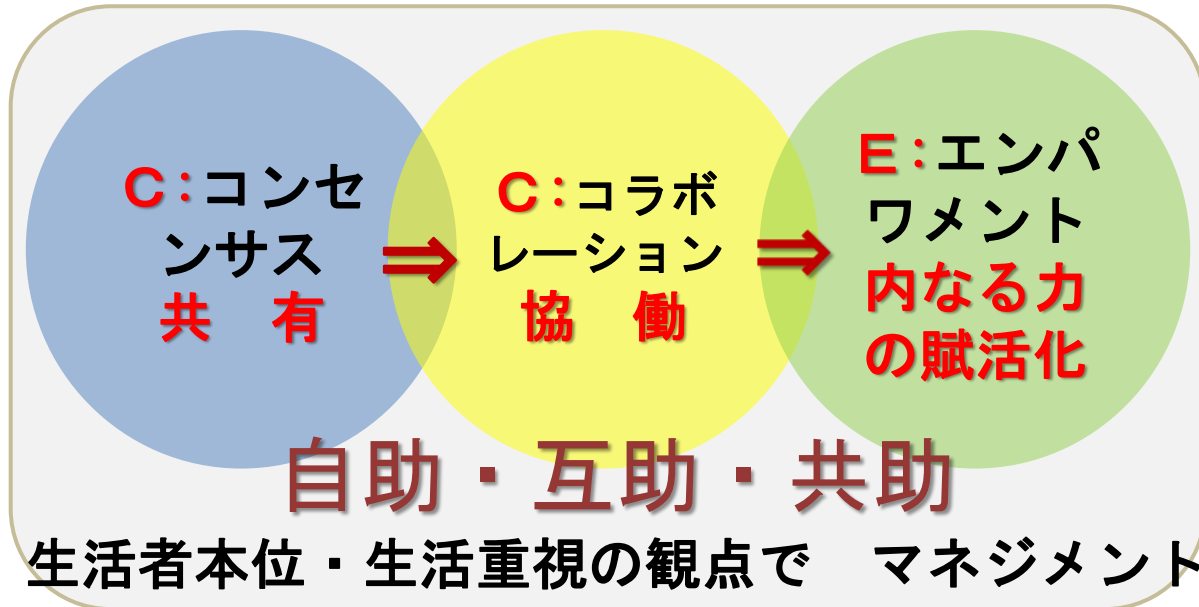 C:コンセ
ンサス
共　有
⇒
C:コラボ
レーション
協　働
⇒
E:エンパ
ワメント
内なる力
の賦活化
自助・互助・共助
生活者本位・生活重視の観点で　マネジメント